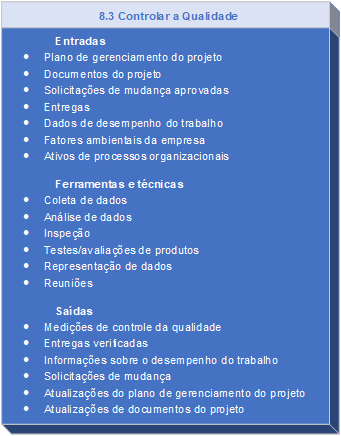 8.3 Controlar a Qualidade
Entradas
• Plano de gerenciamento do projeto
• Documentos do projeto
• Solicitações de mudança aprovadas
• Entregas
• Dados de desempenho do trabalho
• Fatores ambientais da empresa
• Ativos de processos organizacionais
Ferramentas e técnicas
• Coleta de dados
• Análise de dados
• Inspeção
• Testes/avaliações de produtos
• Representação de dados
• Reuniões
Saídas
• Medições de controle da qualidade
• Entregas verificadas
• Informações sobre o desempenho do trabalho
• Solicitações de mudança
• Atualizações do plano de gerenciamento do projeto
• Atualizações de documentos do projeto